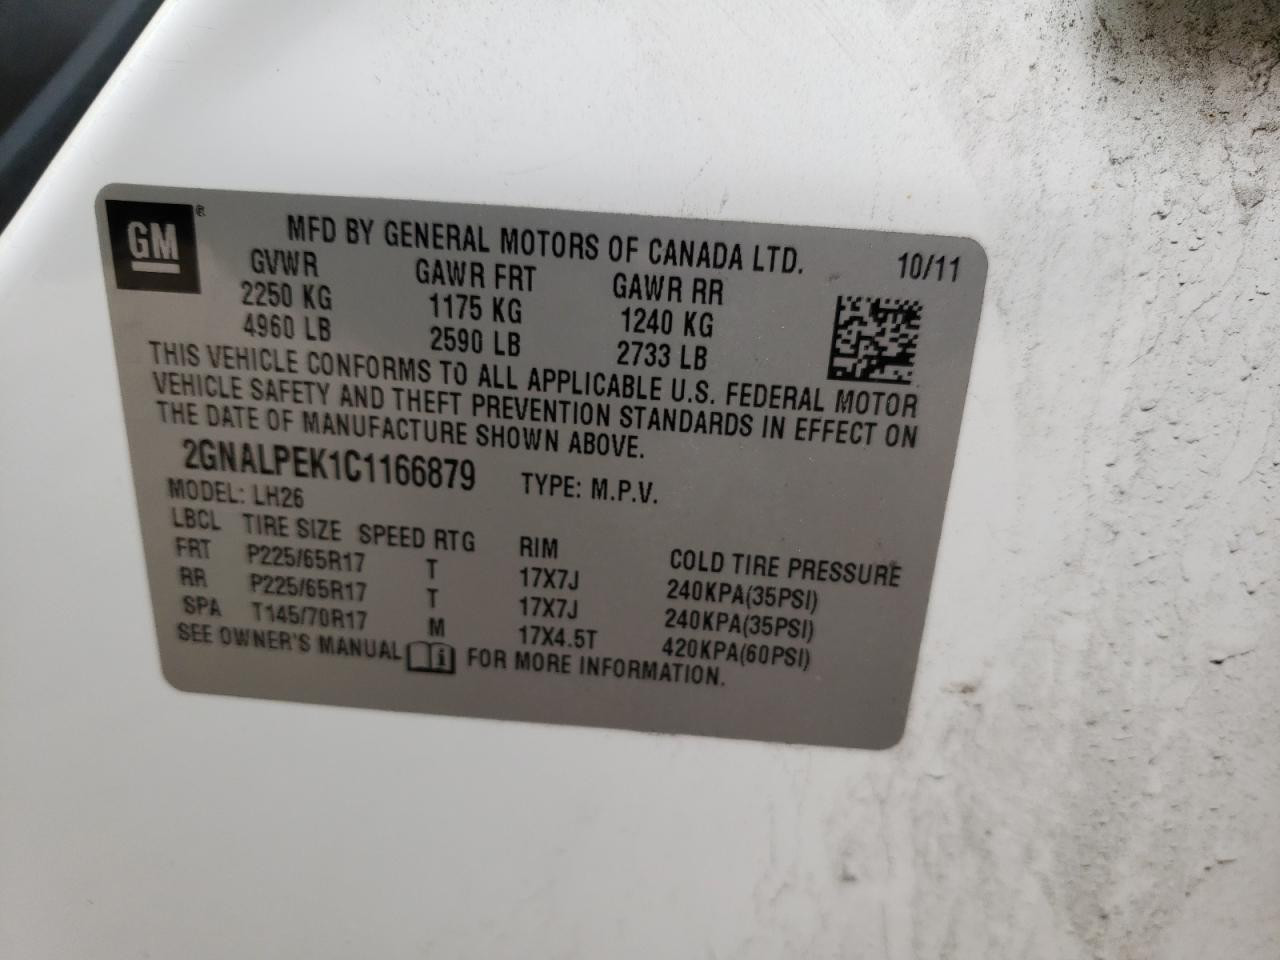 GM ®
MFD BY GENERAL MOTORS OF CANADA LTD. 10/11
GVWR GAWR FRT GAWR RR
2250 KG 1175 KG 1240 KG
4960 LB 2590 LB 2733 LB
THIS VEHICLE CONFORMS TO ALL APPLICABLE U.S. FEDERAL MOTOR
VEHICLE SAFETY AND THEFT PREVENTION STANDARDS IN EFFECT ON
THE DATE OF MANUFACTURE SHOWN ABOVE.
2GNALPEK1C1166879 TYPE: M.P.V.
MODEL: LH26
LBCL TIRE SIZE SPEED RTG RIM COLD TIRE PRESSURE
FRT P225/65R17 T 17X7J 240KPA(35PSI)
RR P225/65R17 T 17X7J 240KPA(35PSI)
SPA T145/70R17 M 17X4.5T 420KPA(60PSI)
SEE OWNER'S MANUAL i FOR MORE INFORMATION.